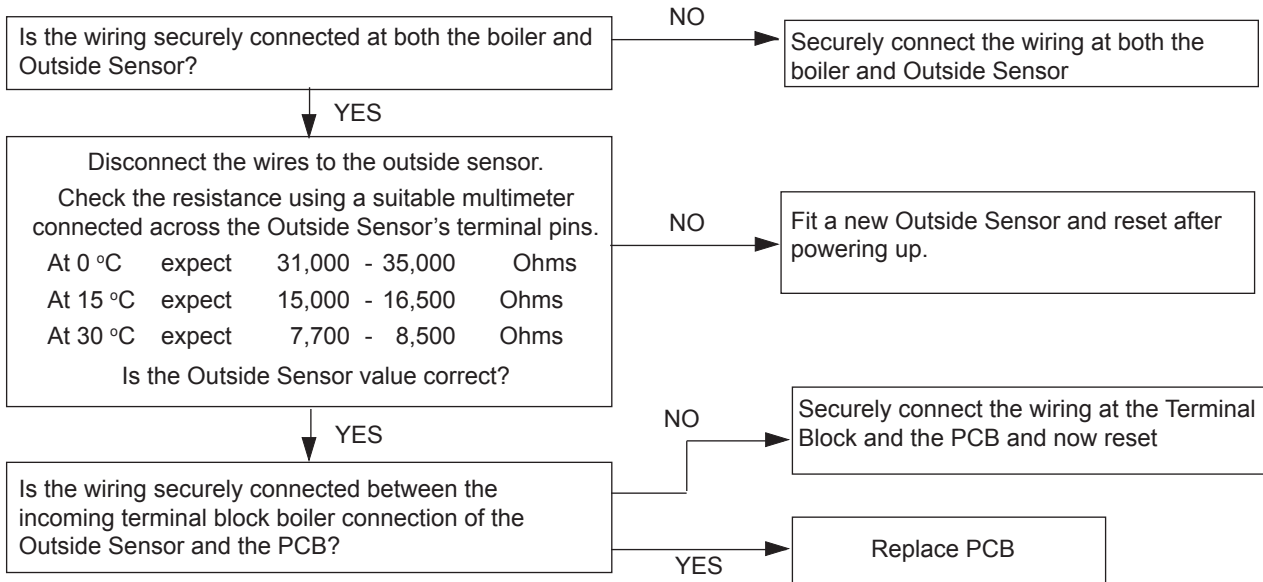 Is the wiring securely connected at both the boiler and
Outside Sensor?
NO
Securely connect the wiring at both the
boiler and Outside Sensor
YES
Disconnect the wires to the outside sensor.
Check the resistance using a suitable multimeter
connected across the Outside Sensor’s terminal pins.
At 0 °C expect 31,000 - 35,000 Ohms
At 15 °C expect 15,000 - 16,500 Ohms
At 30 °C expect 7,700 - 8,500 Ohms
Is the Outside Sensor value correct?
NO
Fit a new Outside Sensor and reset after
powering up.
YES
Is the wiring securely connected between the
incoming terminal block boiler connection of the
Outside Sensor and the PCB?
NO
Securely connect the wiring at the Terminal
Block and the PCB and now reset
YES
Replace PCB